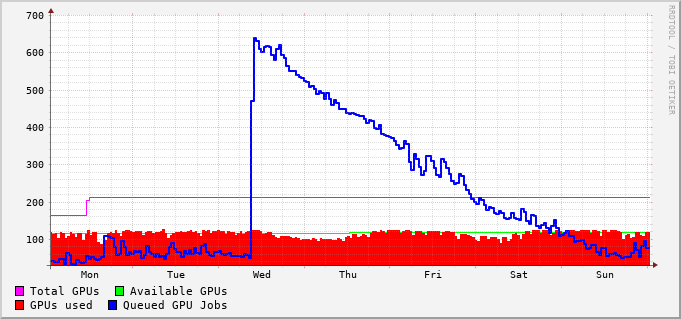 700
600
500
400
300
200
100
Mon Tue Wed Thu Fri Sat Sun
Total GPUs Available GPUs
GPUs used Queued GPU Jobs
RRDTOOL / TOBI OETIKER